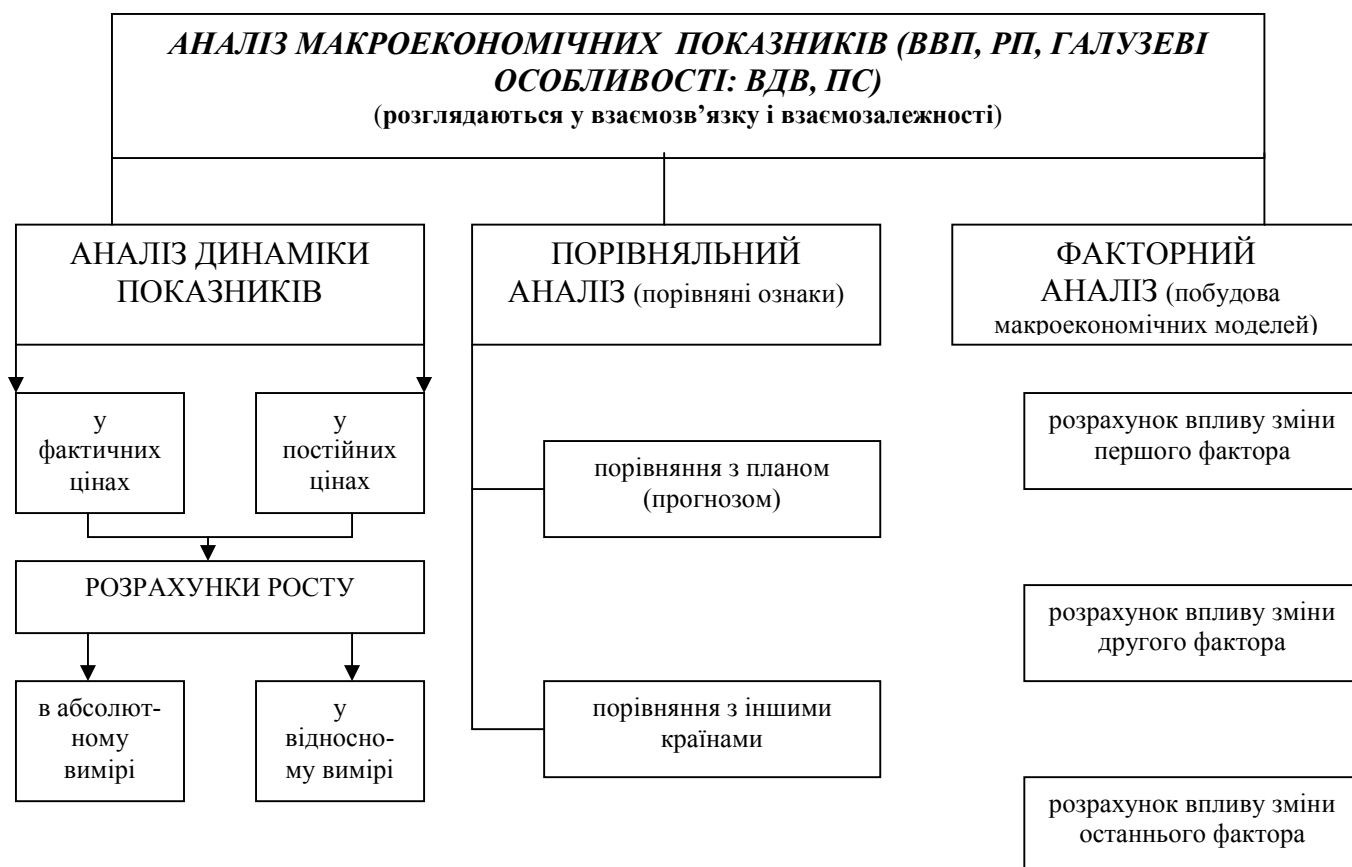 АНАЛІЗ МАКРОЕКОНОМІЧНИХ ПОКАЗНИКІВ (ВВП, РП, ГАЛУЗЕВІ
ОСОБЛИВОСТІ: ВДВ, ПС)
(розглядаються у взаємозв’язку і взаємозалежності)
АНАЛІЗ ДИНАМІКИ
ПОКАЗНИКІВ
у
фактичних
цінах
у
постійних
цінах
РОЗРАХУНКИ РОСТУ
в абсолют-
ному
вимірі
у
відносно-
му вимірі
ПОРІВНЯЛЬНИЙ
АНАЛІЗ (порівняні ознаки)
порівняння з планом
(прогнозом)
порівняння з іншими
країнами
ФАКТОРНИЙ
АНАЛІЗ (побудова
макроекономічних моделей)
розрахунок впливу зміни
першого фактора
розрахунок впливу зміни
другого фактора
розрахунок впливу зміни
останнього фактора